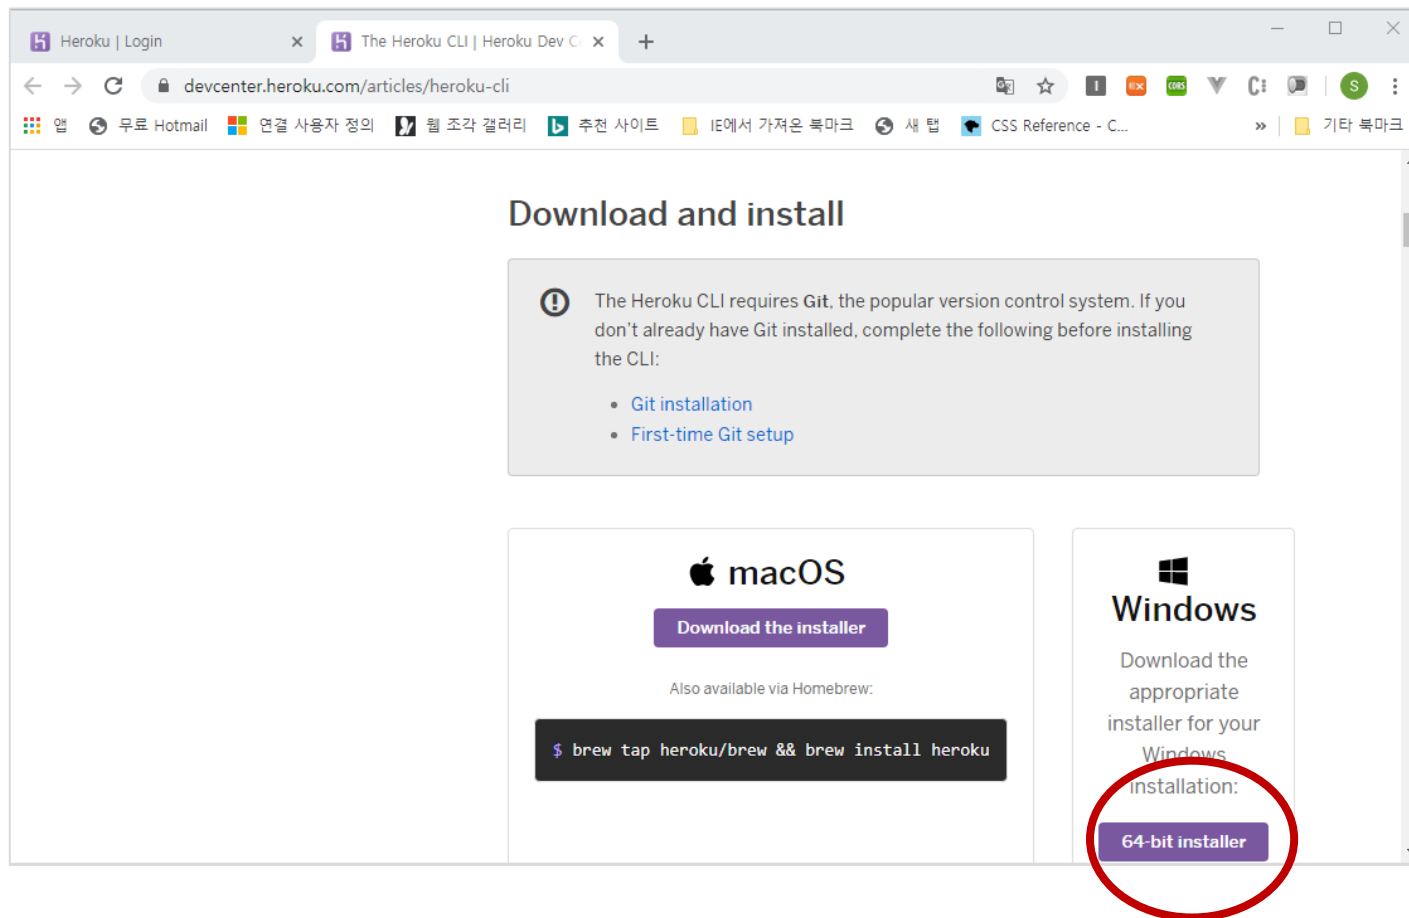 Heroku | Login
The Heroku CLI | Heroku Dev C
devcenter.heroku.com/articles/heroku-cli
앱 무료 Hotmail 연결 사용자 정의 웹 조각 갤러리 추천 사이트 IE에서 가져온 북마크 새 탭 CSS Reference - C... » 기타 북마크
Download and install
The Heroku CLI requires Git, the popular version control system. If you
don't already have Git installed, complete the following before installing
the CLI:
• Git installation
• First-time Git setup
macOS
Download the installer
Also available via Homebrew:
$ brew tap heroku/brew && brew install heroku
Windows
Download the
appropriate
installer for your
Windows
installation:
64-bit installer